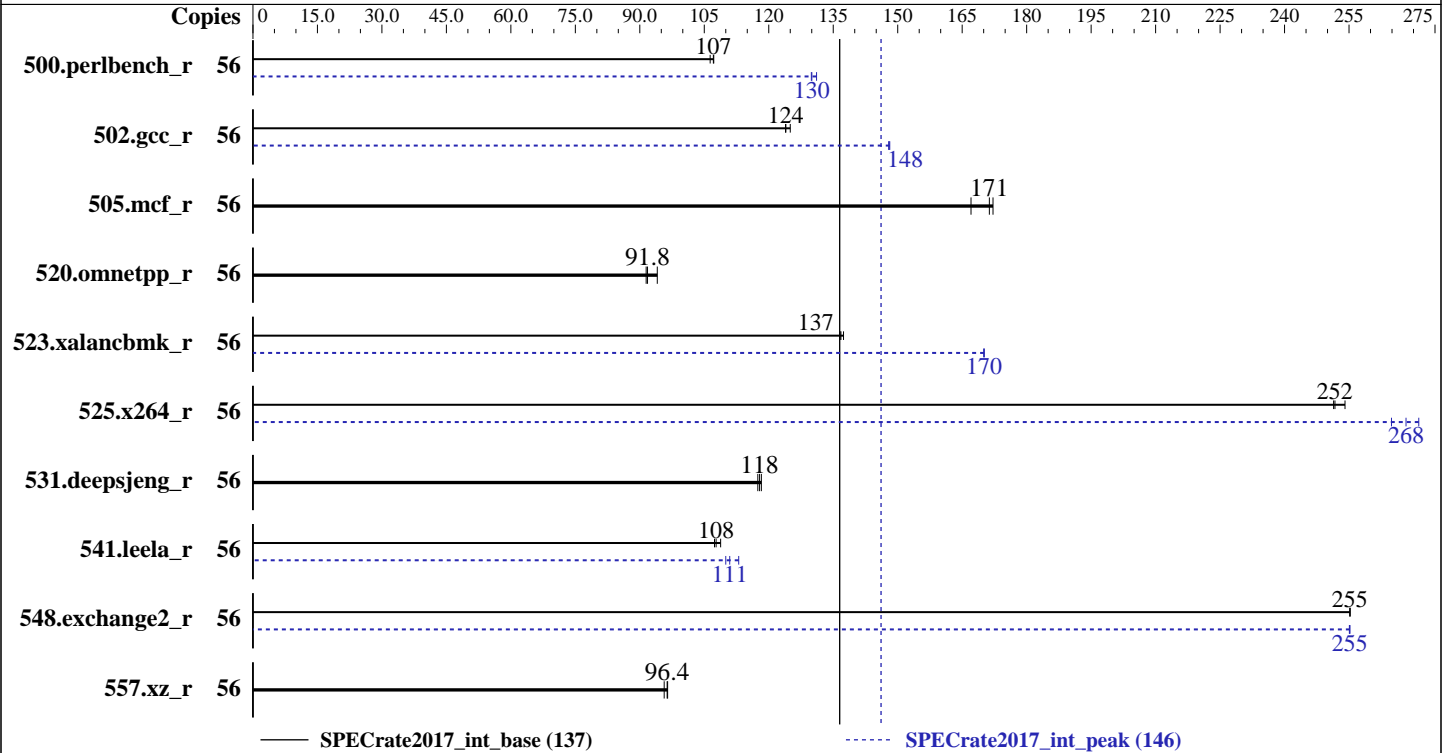 Copies 0 15.0 30.0 45.0 60.0 75.0 90.0 105 120 135 150 165 180 195 210 225 240 255 275
500.perlbench_r 56 107
130
502.gcc_r 56 124
148
505.mcf_r 56 171
520.omnetpp_r 56 91.8
523.xalancbmk_r 56 137
170
525.x264_r 56 252
268
531.deepsjeng_r 56 118
541.leela_r 56 108
111
548.exchange2_r 56 255
255
557.xz_r 56 96.4
SPECrate2017_int_base (137) SPECrate2017_int_peak (146)